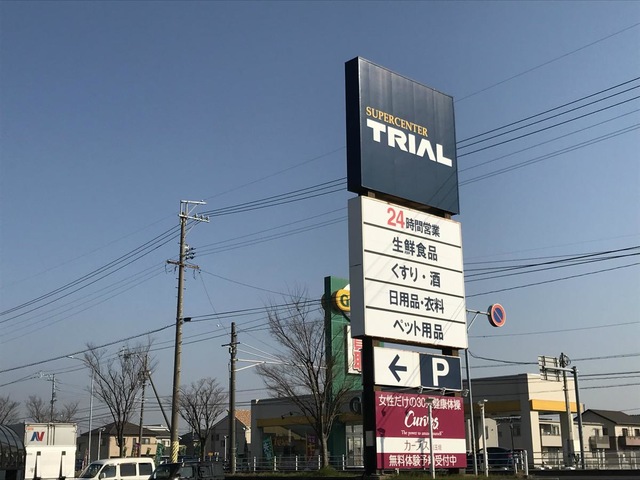 SUPERCENTER
TRIAL
24時間営業
生鮮食品
くすり・酒
日用品・衣料
ペット用品
P
女性だけの30分健康体操
Curves
カーブス
無料体験予約受付中